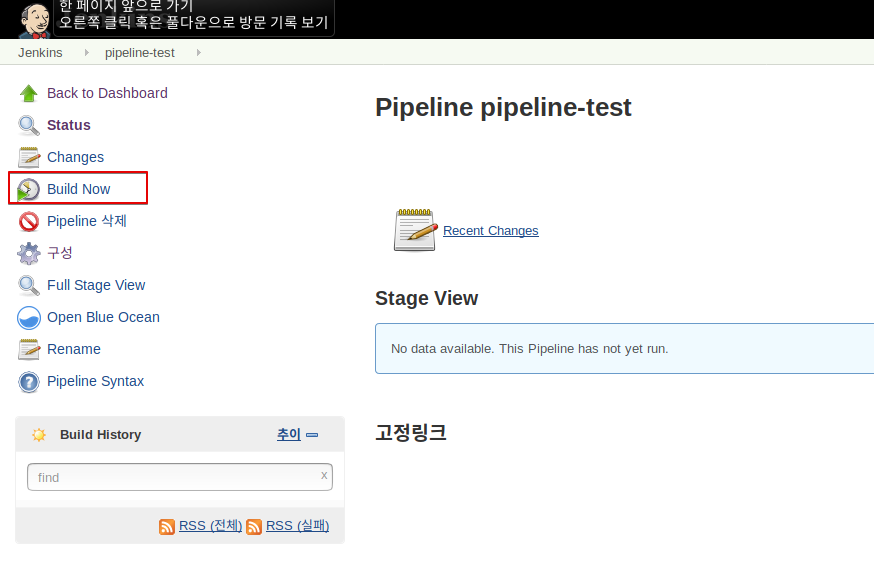 한 페이지 앞으로 가기
오른쪽 클릭 혹은 풀다운으로 방문 기록 보기
Jenkins
pipeline-test
Back to Dashboard
Status
Changes
Build Now
Pipeline 삭제
구성
Full Stage View
Open Blue Ocean
Rename
Pipeline Syntax
Build History
추이
find
x
RSS (전체)
RSS (실패)
Pipeline pipeline-test
Recent Changes
Stage View
No data available. This Pipeline has not yet run.
고정링크